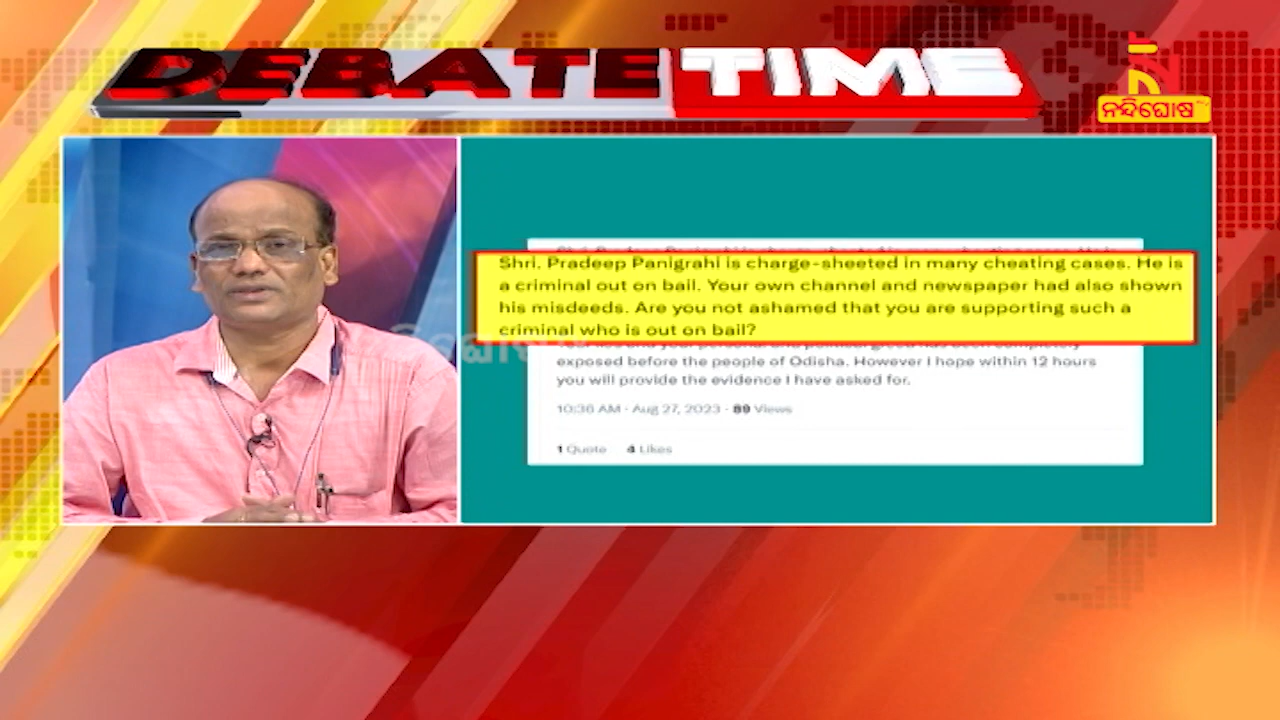 DEBATE TIME
ନନ୍ଦିଘୋଷ
Shri. Pradeep Panigrahi is charge-sheeted in many cheating cases. He is
a criminal out on bail. Your own channel and newspaper had also shown
his misdeeds. Are you not ashamed that you are supporting such a
criminal who is out on bail?
exposed before the people of Odisha. However I hope within 12 hours
you will provide the evidence I have asked for.
10:36 AM · Aug 27, 2023 · 89 Views
1 Quote 4 Likes